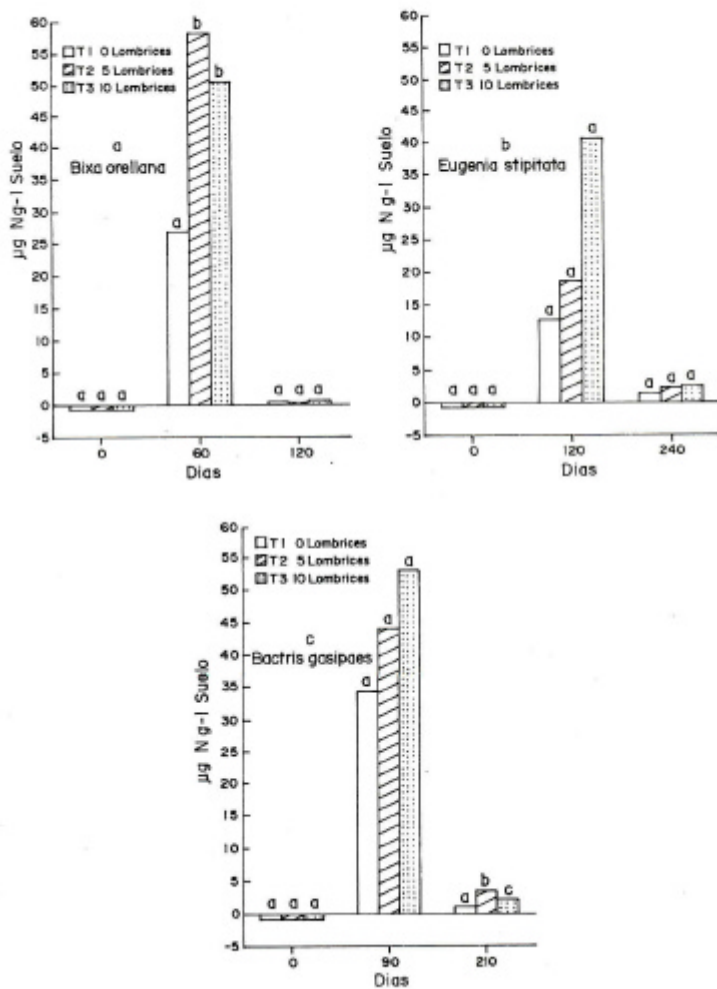 60
55
50
45
40
35
30
25
20
15
10
5
0
-5
µg Ng-1 Suelo
T1 0 Lombrices
T2 5 Lombrices
T3 10 Lombrices
a
Bixa orellana
a a a
a b b
a a a
0 60 120
Dias
60
55
50
45
40
35
30
25
20
15
10
5
0
-5
µg Ng-1 Suelo
T1 0 Lombrices
T2 5 Lombrices
T3 10 Lombrices
b
Eugenia stipitata
a a a
a a a
a a a
0 120 240
Dias
60
55
50
45
40
35
30
25
20
15
10
5
0
-5
µg Ng-1 Suelo
T1 0 Lombrices
T2 5 Lombrices
T3 10 Lombrices
c
Bactris gasipaes
a a a
a a a
a b c
0 90 210
Dias